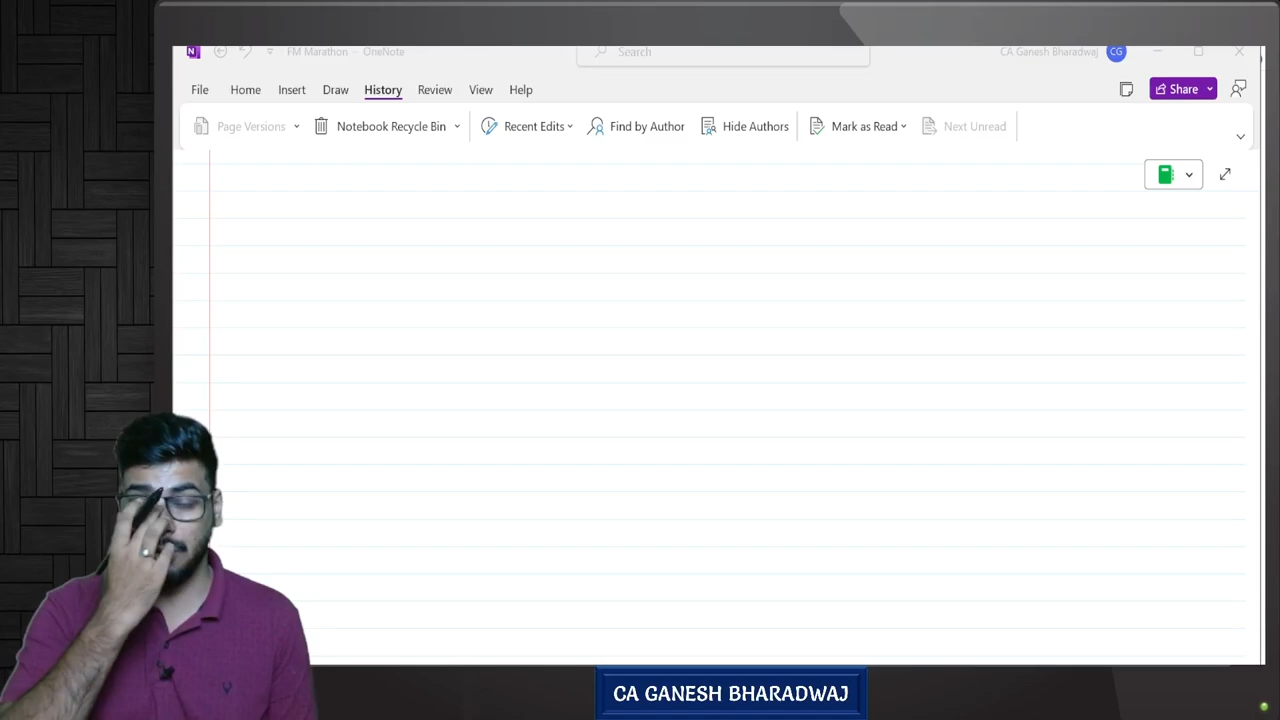 FM Marathon – OneNote
Search
CA Ganesh Bharadwaj CG
File Home Insert Draw History Review View Help
Share
Page Versions Notebook Recycle Bin Recent Edits Find by Author Hide Authors Mark as Read Next Unread
CA GANESH BHARADWAJ